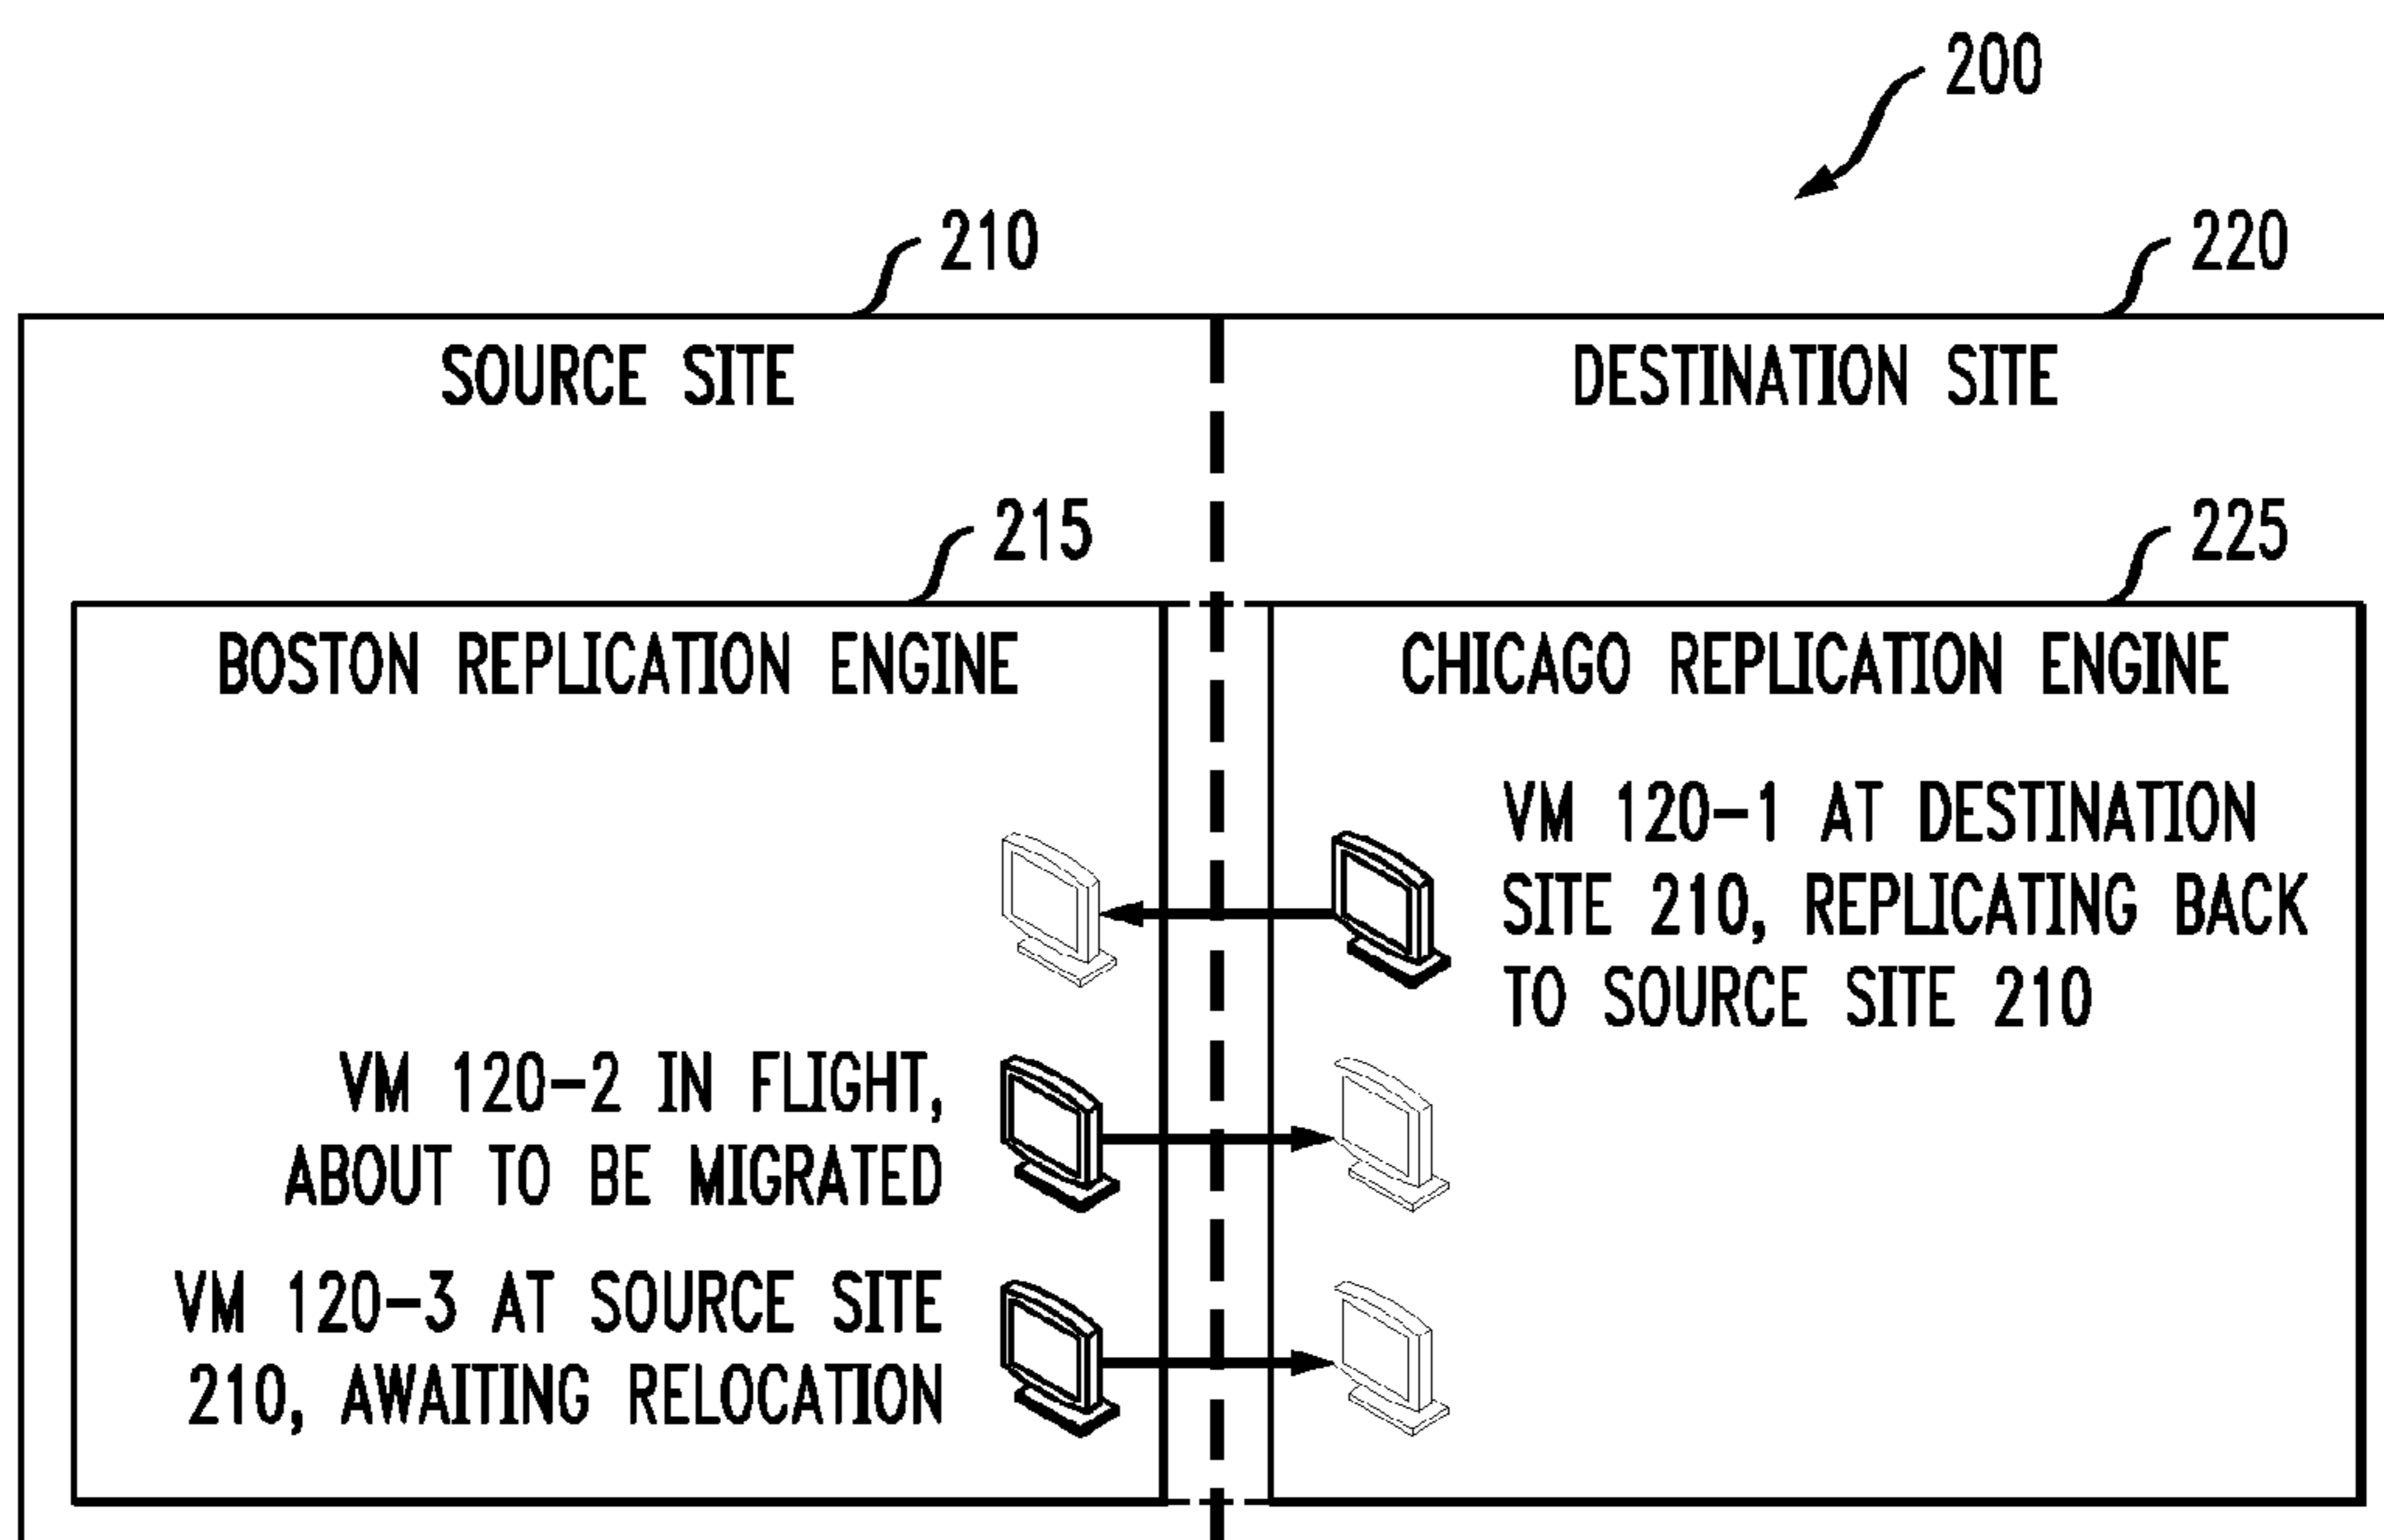 200
210
220
SOURCE SITE
DESTINATION SITE
215
225
BOSTON REPLICATION ENGINE
CHICAGO REPLICATION ENGINE
VM 120-1 AT DESTINATION
SITE 210, REPLICATING BACK
TO SOURCE SITE 210
VM 120-2 IN FLIGHT,
ABOUT TO BE MIGRATED
VM 120-3 AT SOURCE SITE
210, AWAITING RELOCATION